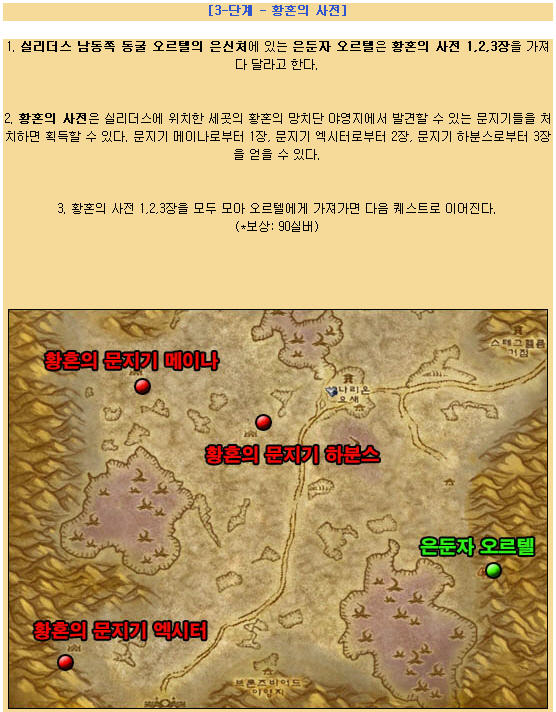 [3-단계 - 황혼의 사전]
1. 실리더스 남동쪽 동굴 오르텔의 은신처에 있는 은둔자 오르텔은 황혼의 사전 1,2,3장을 가져
다 달라고 한다.
2. 황혼의 사전은 실리더스에 위치한 세곳의 황혼의 망치단 야영지에서 발견할 수 있는 문지기들을 처
치하면 획득할 수 있다. 문지기 메이나로부터 1장, 문지기 엑시터로부터 2장, 문지기 하분스로부터 3장
을 얻을 수 있다.
3. 황혼의 사전 1,2,3장을 모두 모아 오르텔에게 가져가면 다음 퀘스트로 이어진다.
(*보상: 90실버)
스테그헬름
거점
황혼의 문지기 메이나
나리온
요새
황혼의 문지기 하분스
은둔자 오르텔
황혼의 문지기 엑시터
브론즈비어드
야영지